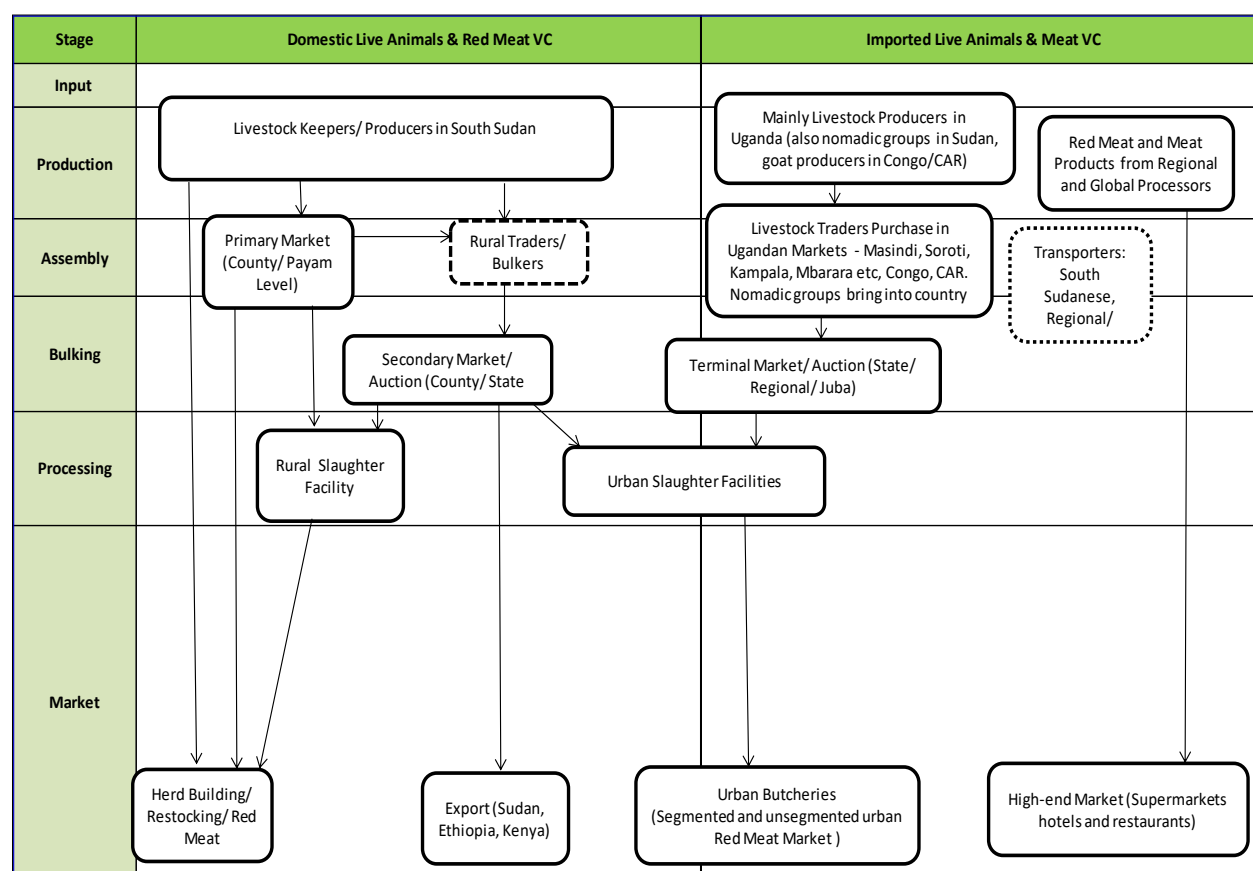 Stage
Domestic Live Animals & Red Meat VC
Imported Live Animals & Meat VC
Input
Production
Livestock Keepers/ Producers in South Sudan
Mainly Livestock Producers in
Uganda (also nomadic groups in Sudan,
goat producers in Congo/CAR)
Red Meat and Meat
Products from Regional
and Global Processors
Assembly
Primary Market
(County/ Payam
Level)
Rural Traders/
Bulkers
Livestock Traders Purchase in
Ugandan Markets - Masindi, Soroti,
Kampala, Mbarara etc, Congo, CAR.
Nomadic groups bring into country
Transporters:
South
Sudanese,
Regional/
Bulking
Secondary Market/
Auction (County/ State
Terminal Market/ Auction (State/
Regional/ Juba)
Processing
Rural Slaughter
Facility
Urban Slaughter Facilities
Market
Herd Building/
Restocking/ Red
Meat
Export (Sudan,
Ethiopia, Kenya)
Urban Butcheries
(Segmented and unsegmented urban
Red Meat Market )
High-end Market (Supermarkets
hotels and restaurants)